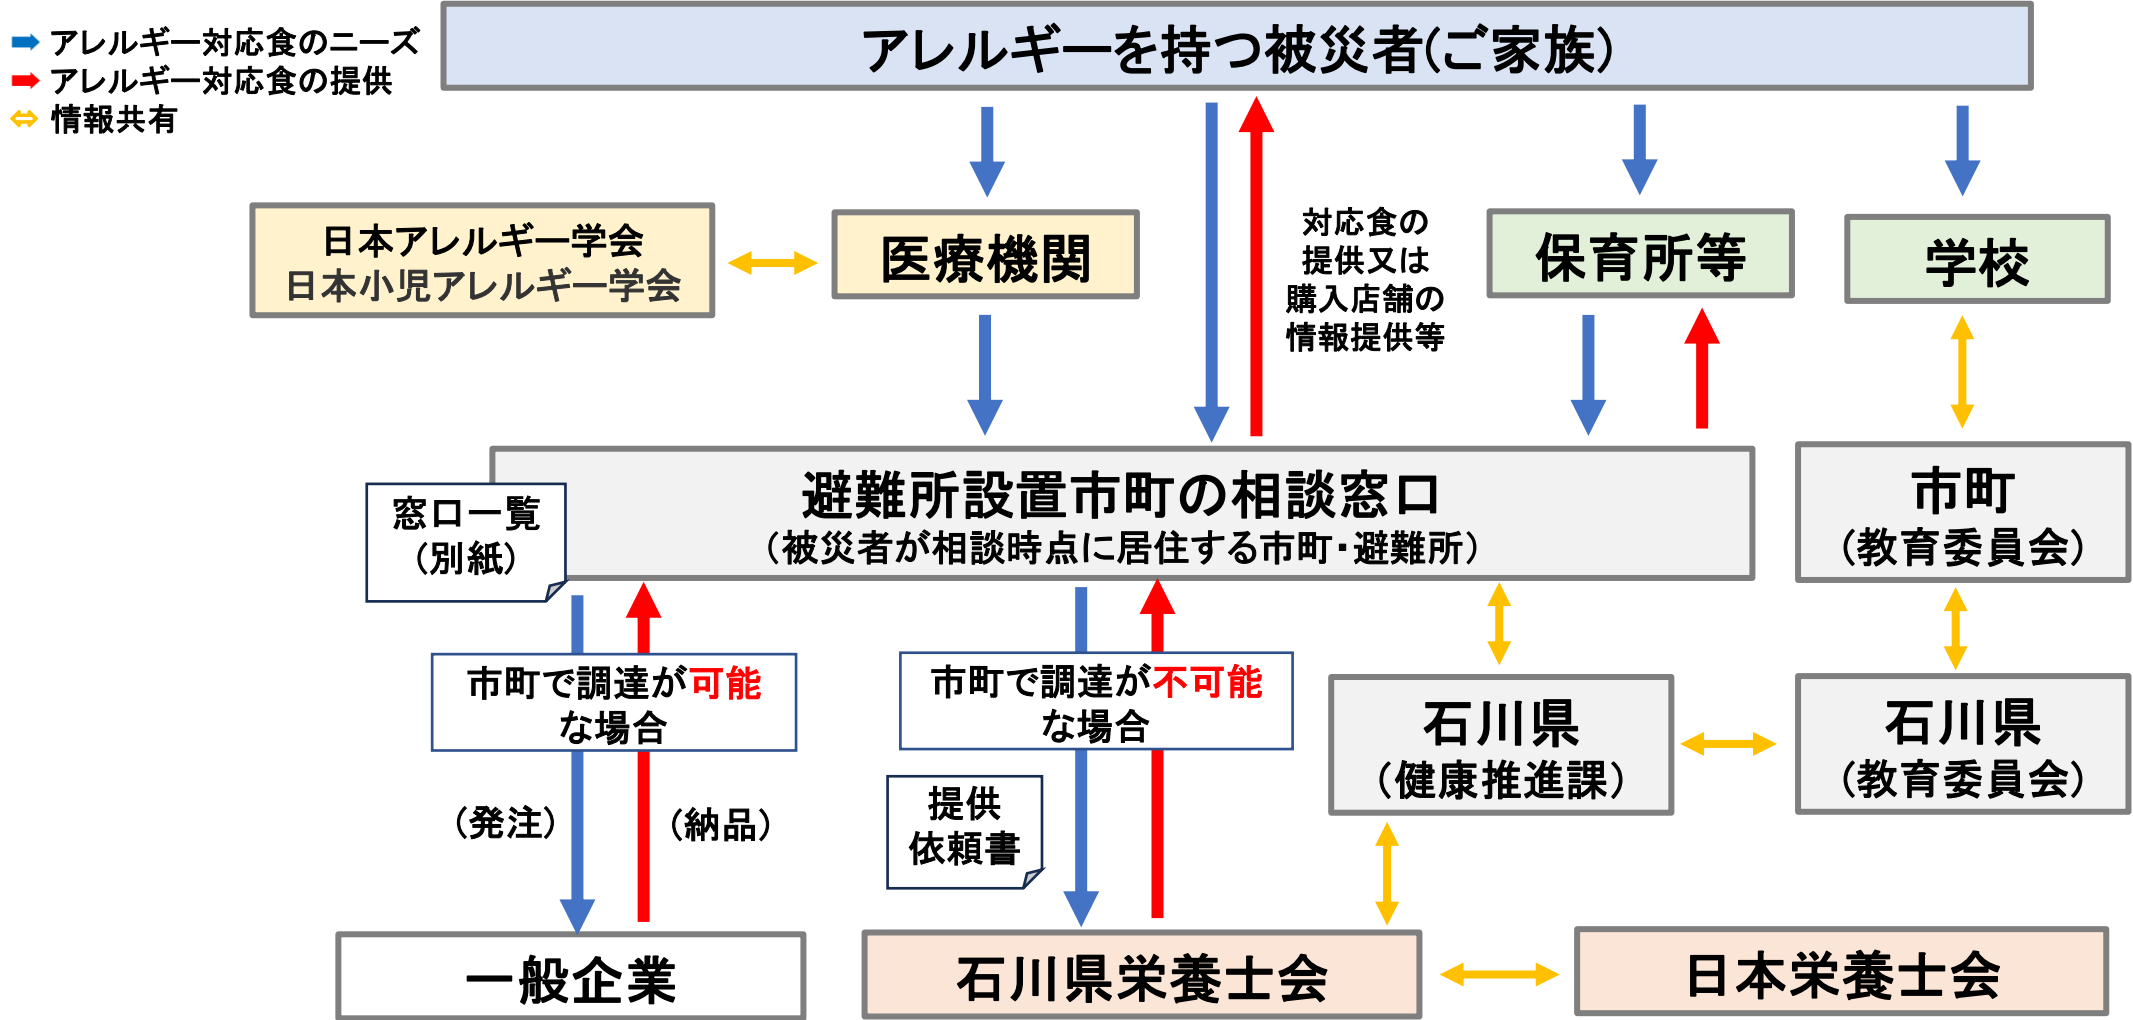 アレルギー対応食のニーズ
アレルギー対応食の提供
情報共有
アレルギーを持つ被災者(ご家族)
日本アレルギー学会
日本小児アレルギー学会
医療機関
対応食の
提供又は
購入店舗の
情報提供等
保育所等
学校
避難所設置市町の相談窓口
(被災者が相談時点に居住する市町・避難所)
窓口一覧
(別紙)
市町
(教育委員会)
市町で調達が可能
な場合
市町で調達が不可能
な場合
石川県
(健康推進課)
石川県
(教育委員会)
(発注)
(納品)
提供
依頼書
一般企業
石川県栄養士会
日本栄養士会